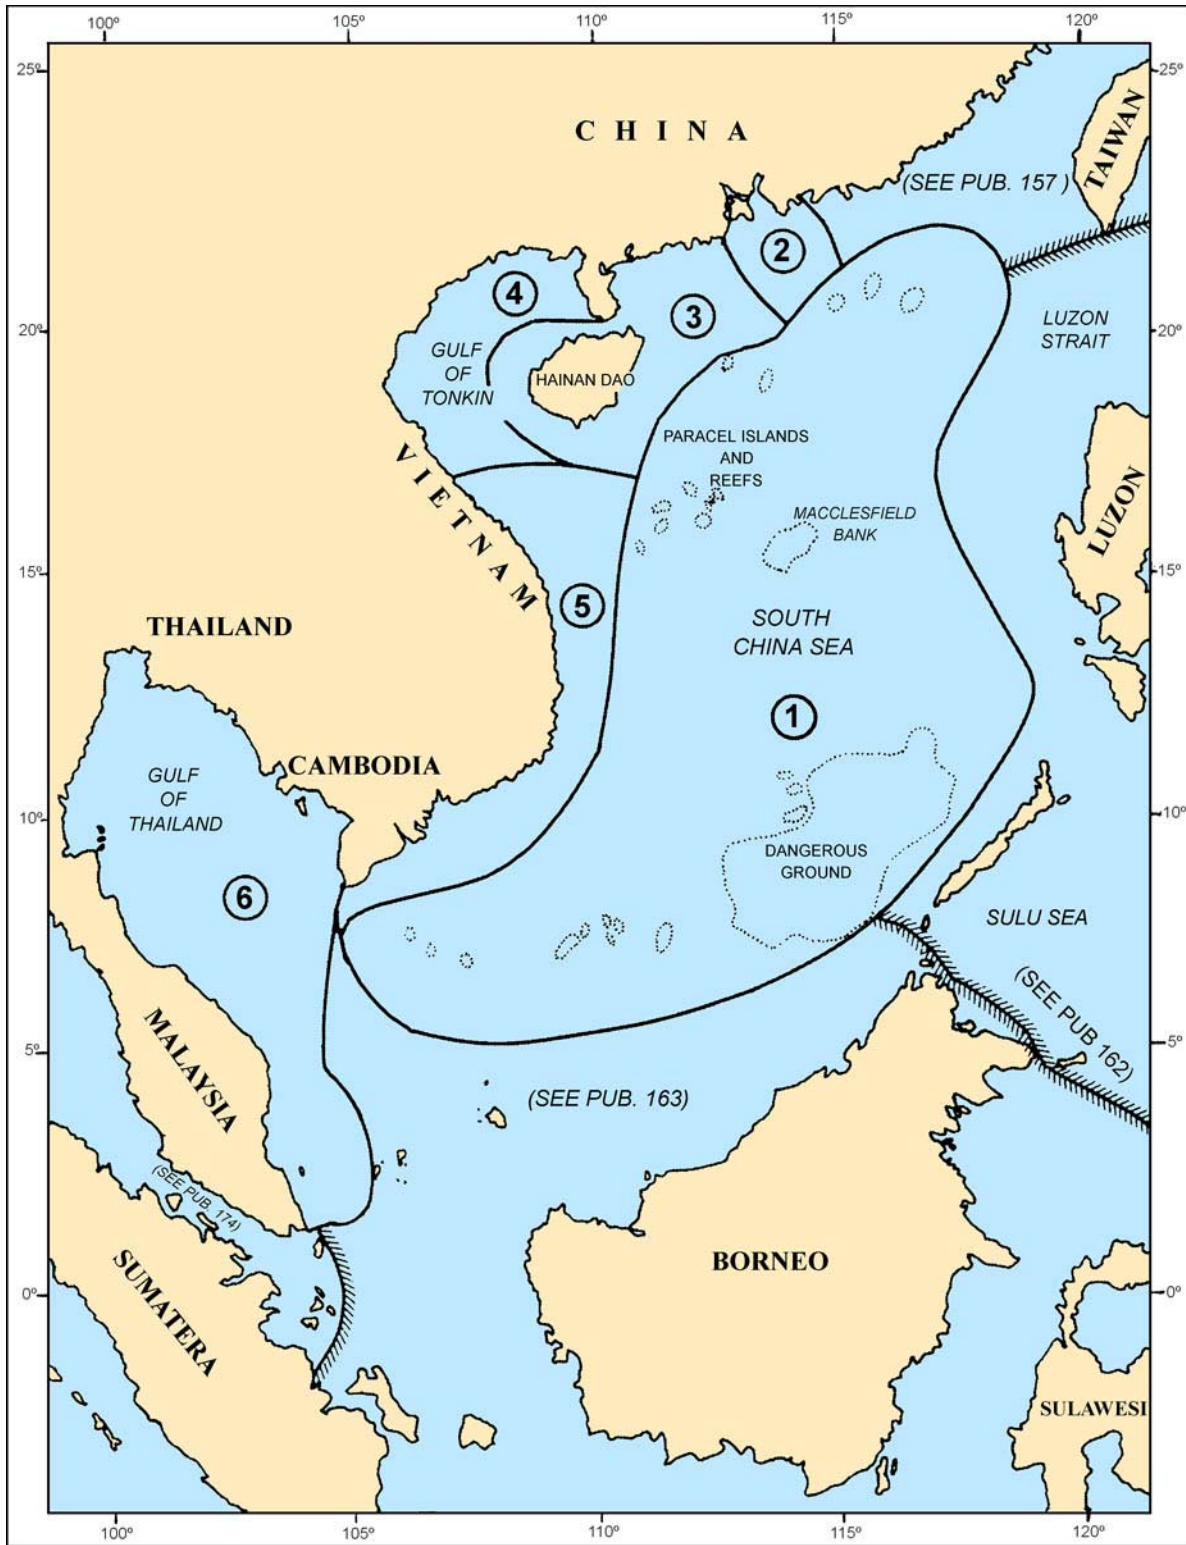 100º 105º 110º 115º 120º
25º 25º
CHINA
TAIWAN
(SEE PUB. 157 )
2
4
3
20º 20º
LUZON
STRAIT
GULF
OF
TONKIN
HAINAN DAO
PARACEL ISLANDS
AND
REEFS
VIETNAM
MACCLESFIELD
BANK
LUZON
15º 15º
5
SOUTH
CHINA SEA
THAILAND
1
CAMBODIA
GULF
OF
THAILAND
10º 10º
DANGEROUS
GROUND
6
SULU SEA
(SEE PUB 162)
MALAYSIA
5º 5º
(SEE PUB. 163)
(SEE PUB. 174)
SUMATERA
BORNEO
0º 0º
SULAWESI
100º 105º 110º 115º 120º